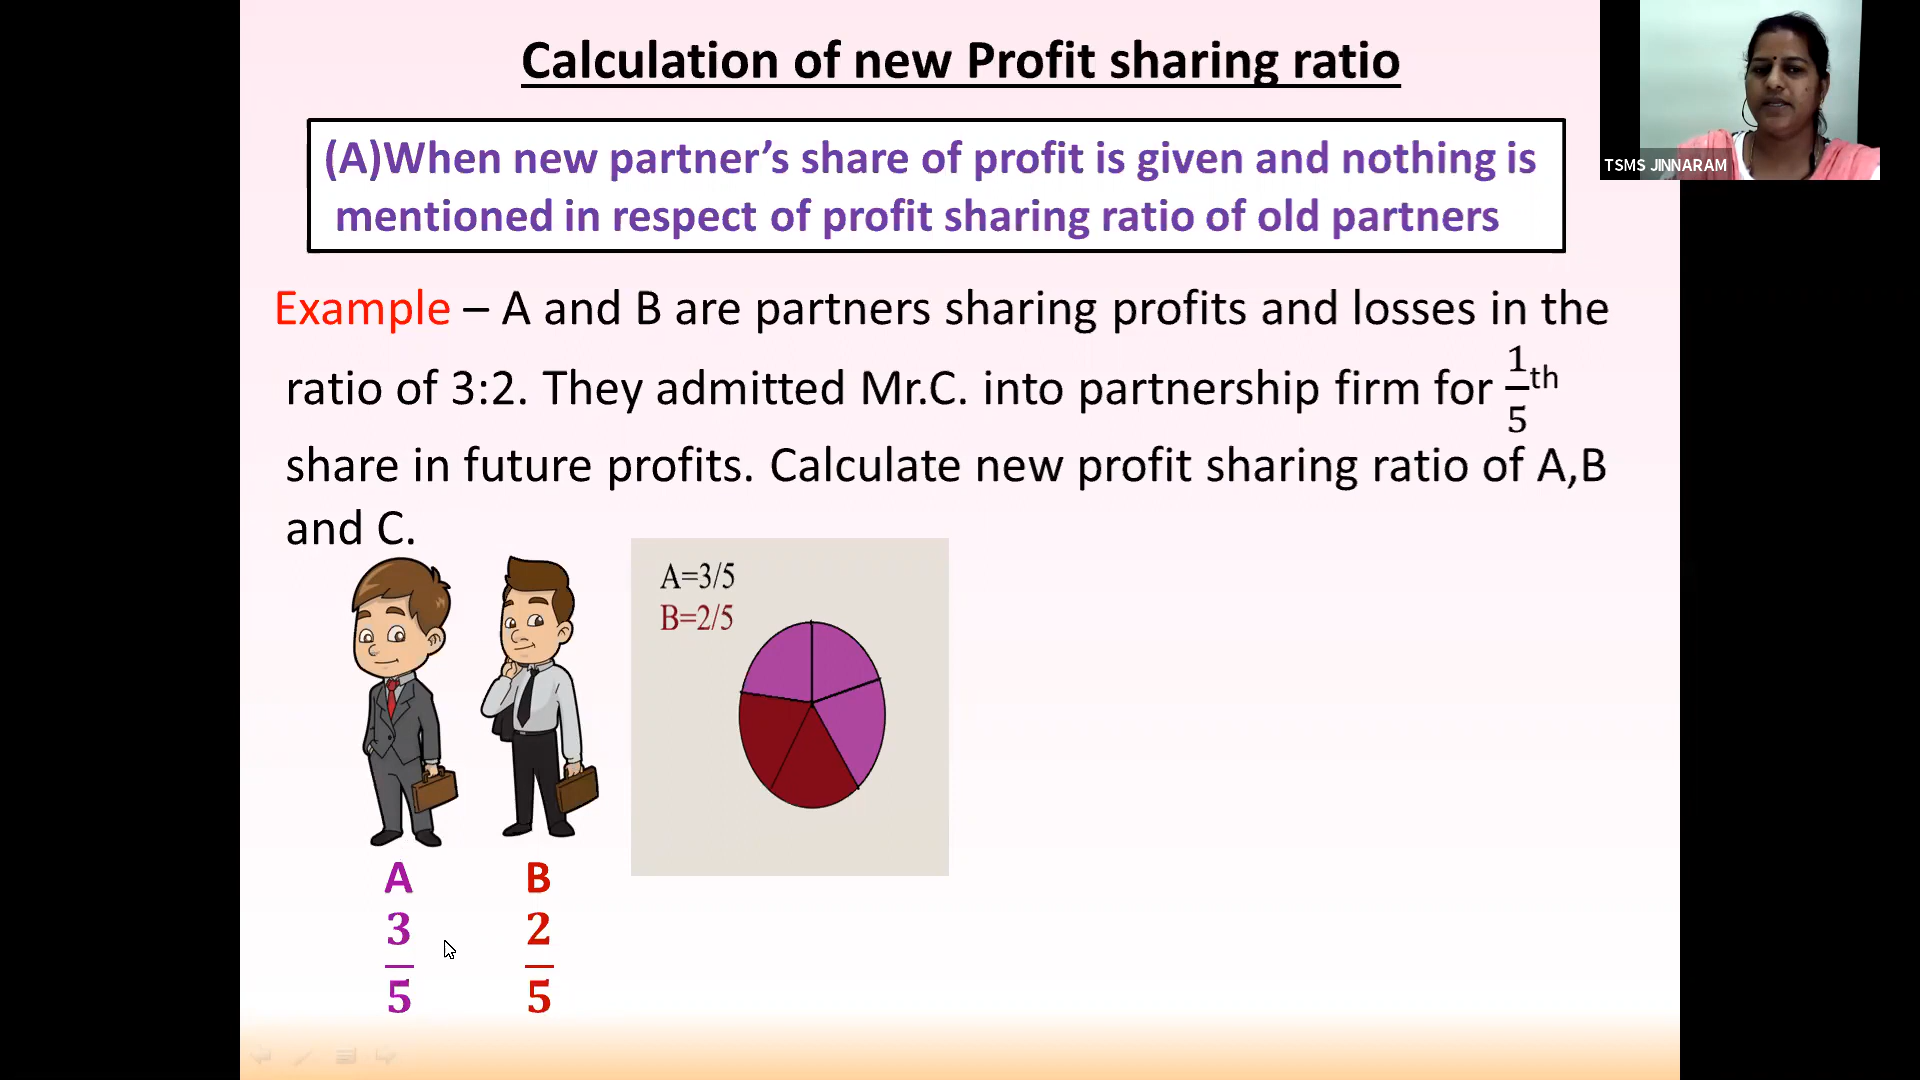 Calculation of new Profit sharing ratio
TSMS JINNARAM
(A)When new partner’s share of profit is given and nothing is
mentioned in respect of profit sharing ratio of old partners
Example – A and B are partners sharing profits and losses in the
ratio of 3:2. They admitted Mr.C. into partnership firm for 1/5th
share in future profits. Calculate new profit sharing ratio of A,B
and C.
A=3/5
B=2/5
A B
3/5 2/5